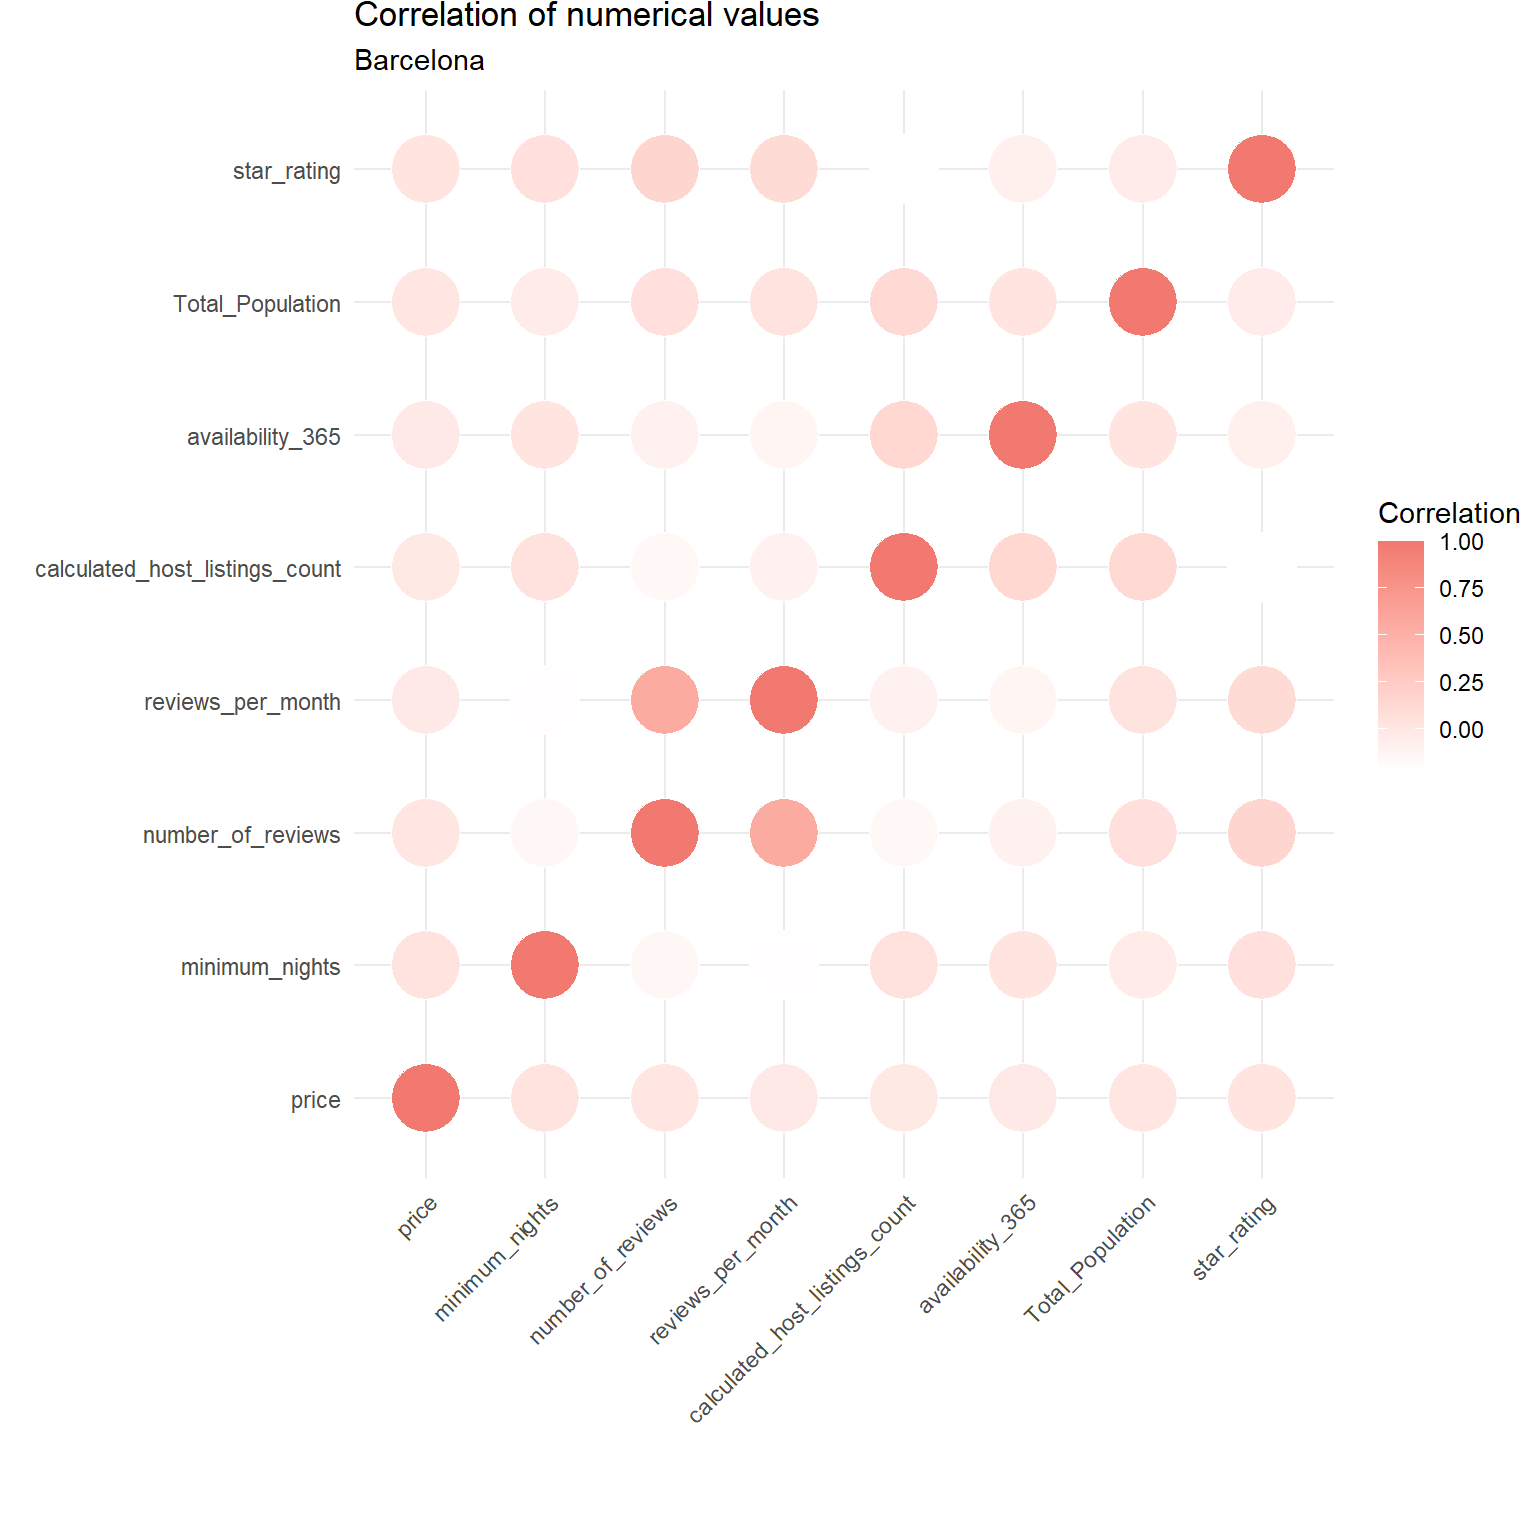 Correlation of numerical values
Barcelona
star_rating
Total_Population
availability_365
calculated_host_listings_count
reviews_per_month
number_of_reviews
minimum_nights
price
Correlation
1.00
0.75
0.50
0.25
0.00
price
minimum_nights
number_of_reviews
reviews_per_month
calculated_host_listings_count
availability_365
Total_Population
star_rating